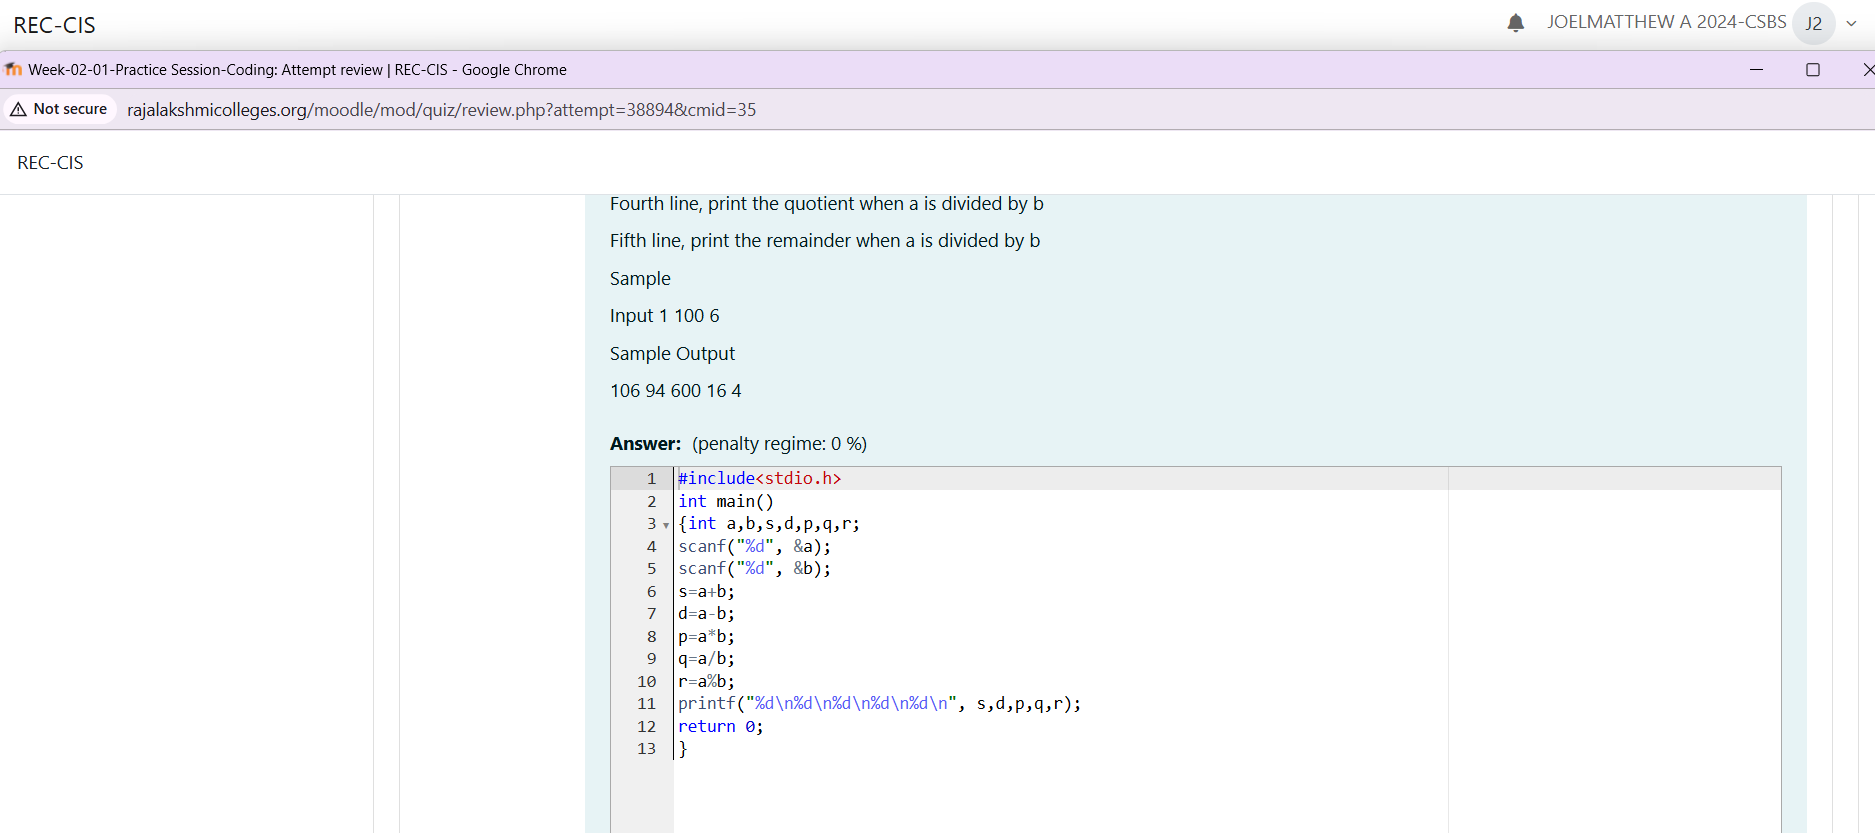 REC-CIS
JOELMATTHEW A 2024-CSBS J2
Week-02-01-Practice Session-Coding: Attempt review | REC-CIS - Google Chrome
Not secure rajalakshmicolleges.org/moodle/mod/quiz/review.php?attempt=38894&cmid=35
REC-CIS
Fourth line, print the quotient when a is divided by b
Fifth line, print the remainder when a is divided by b
Sample
Input 1 100 6
Sample Output
106 94 600 16 4
Answer: (penalty regime: 0 %)
1 #include<stdio.h>
2 int main()
3 {int a,b,s,d,p,q,r;
4 scanf("%d", &a);
5 scanf("%d", &b);
6 s=a+b;
7 d=a-b;
8 p=a*b;
9 q=a/b;
10 r=a%b;
11 printf("%d\n%d\n%d\n%d\n%d\n", s,d,p,q,r);
12 return 0;
13 }